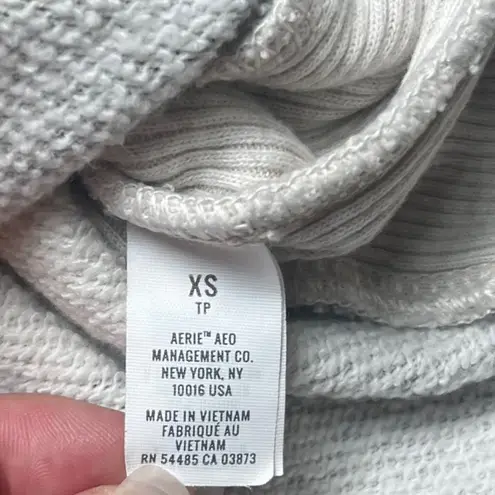 XS
TP
AERIE™ AEO
MANAGEMENT CO.
NEW YORK, NY
10016 USA
MADE IN VIETNAM
FABRIQUÉ AU
VIETNAM
RN 54485 CA 03873